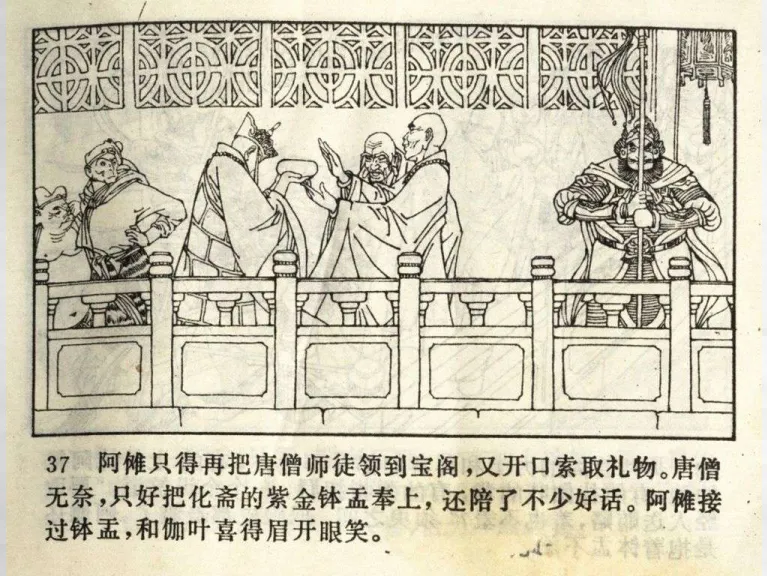 37 阿傩只得再把唐僧师徒领到宝阁，又开口索取礼物。唐僧
无奈，只好把化斋的紫金钵盂奉上，还陪了不少好话。阿傩接
过钵盂，和伽叶喜得眉开眼笑。